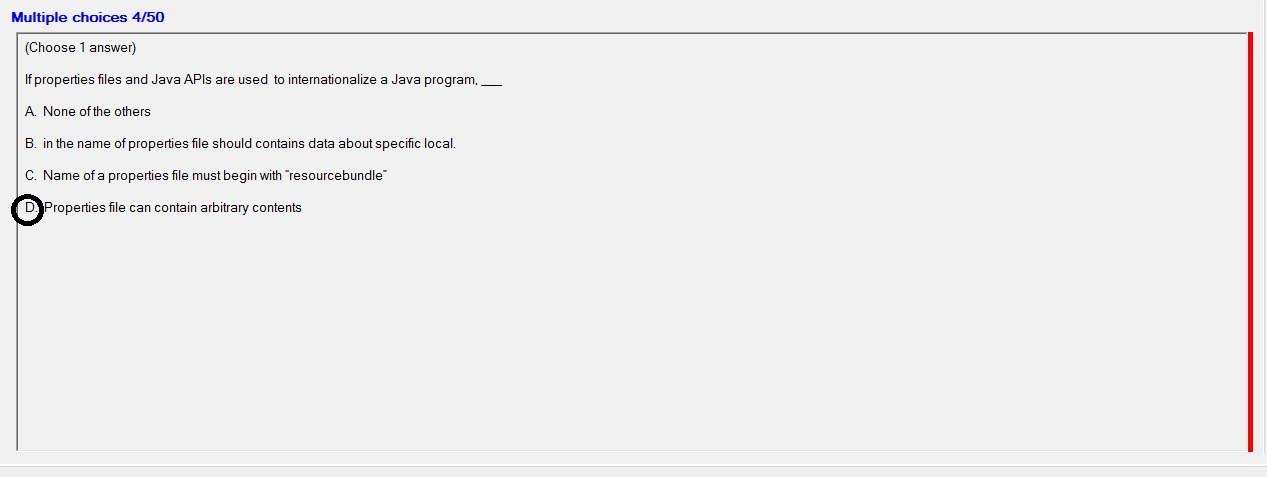 Multiple choices 4/50
(Choose 1 answer)
If properties files and Java APIs are used to internationalize a Java program, ___
A. None of the others
B. in the name of properties file should contains data about specific local.
C. Name of a properties file must begin with "resourcebundle"
D. Properties file can contain arbitrary contents